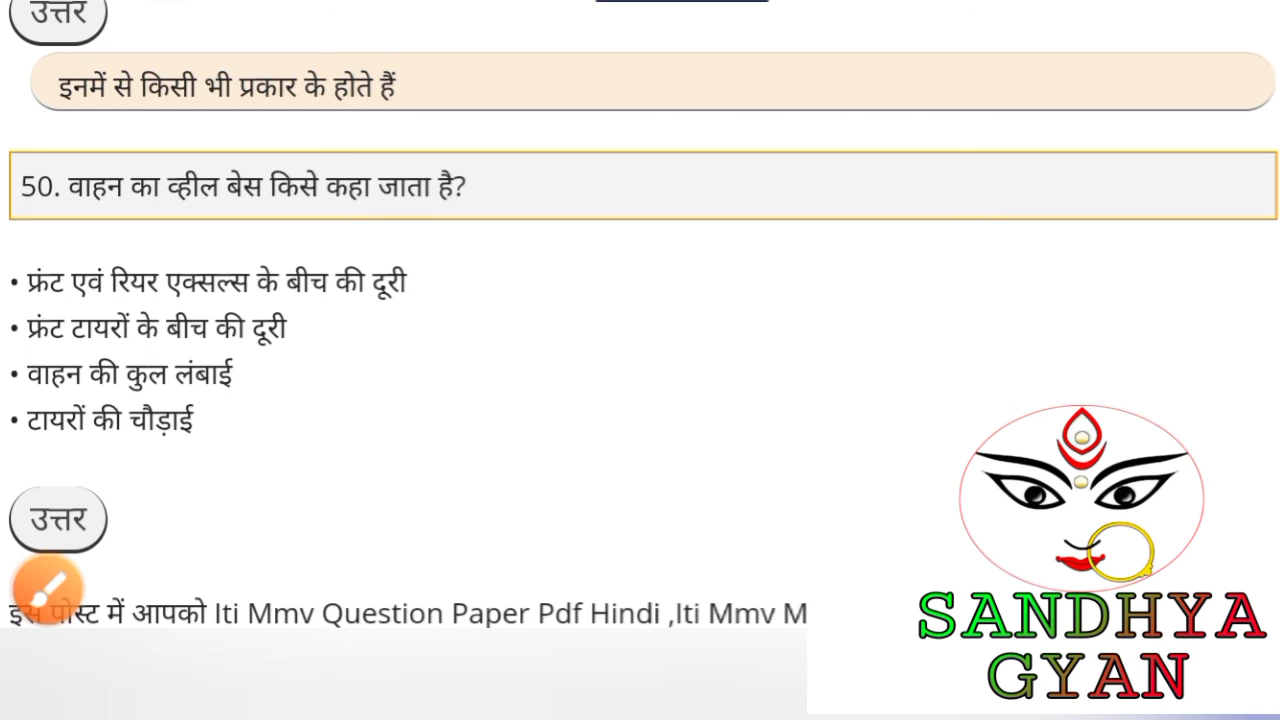 उत्तर
इनमें से किसी भी प्रकार के होते हैं
50. वाहन का व्हील बेस किसे कहा जाता है?
• फ्रंट एवं रियर एक्सल्स के बीच की दूरी
• फ्रंट टायरों के बीच की दूरी
• वाहन की कुल लंबाई
• टायरों की चौड़ाई
उत्तर
इस पोस्ट में आपको Iti Mmv Question Paper Pdf Hindi ,Iti Mmv M
SANDHYA
GYAN